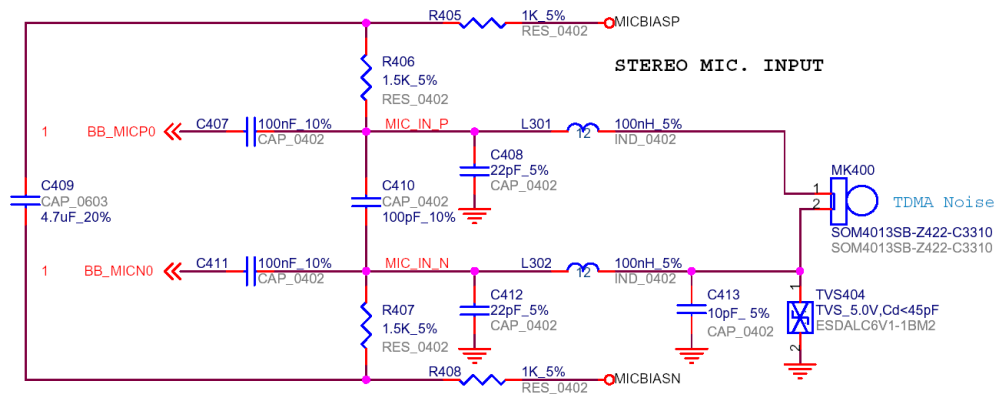 R405 1K_5%
RES_0402 MICBIASP
R406
1.5K_5%
RES_0402
STEREO MIC. INPUT
1 BB_MICP0 C407 100nF_10% MIC_IN_P L301 12 100nH_5%
CAP_0402 IND_0402
C408
22pF_5%
CAP_0402
C409
CAP_0603
4.7uF_20%
C410
CAP_0402
100pF_10%
MK400
1
2
TDMA Noise
SOM4013SB-Z422-C3310
SOM4013SB-Z422-C3310
1 BB_MICN0 C411 100nF_10% MIC_IN_N L302 12 100nH_5%
CAP_0402 IND_0402
C412
22pF_5%
CAP_0402
C413
10pF_ 5%
CAP_0402
1
TVS404
TVS_5.0V,Cd<45pF
ESDALC6V1-1BM2
2
R407
1.5K_5%
RES_0402
R408 1K_5% MICBIASN
RES_0402